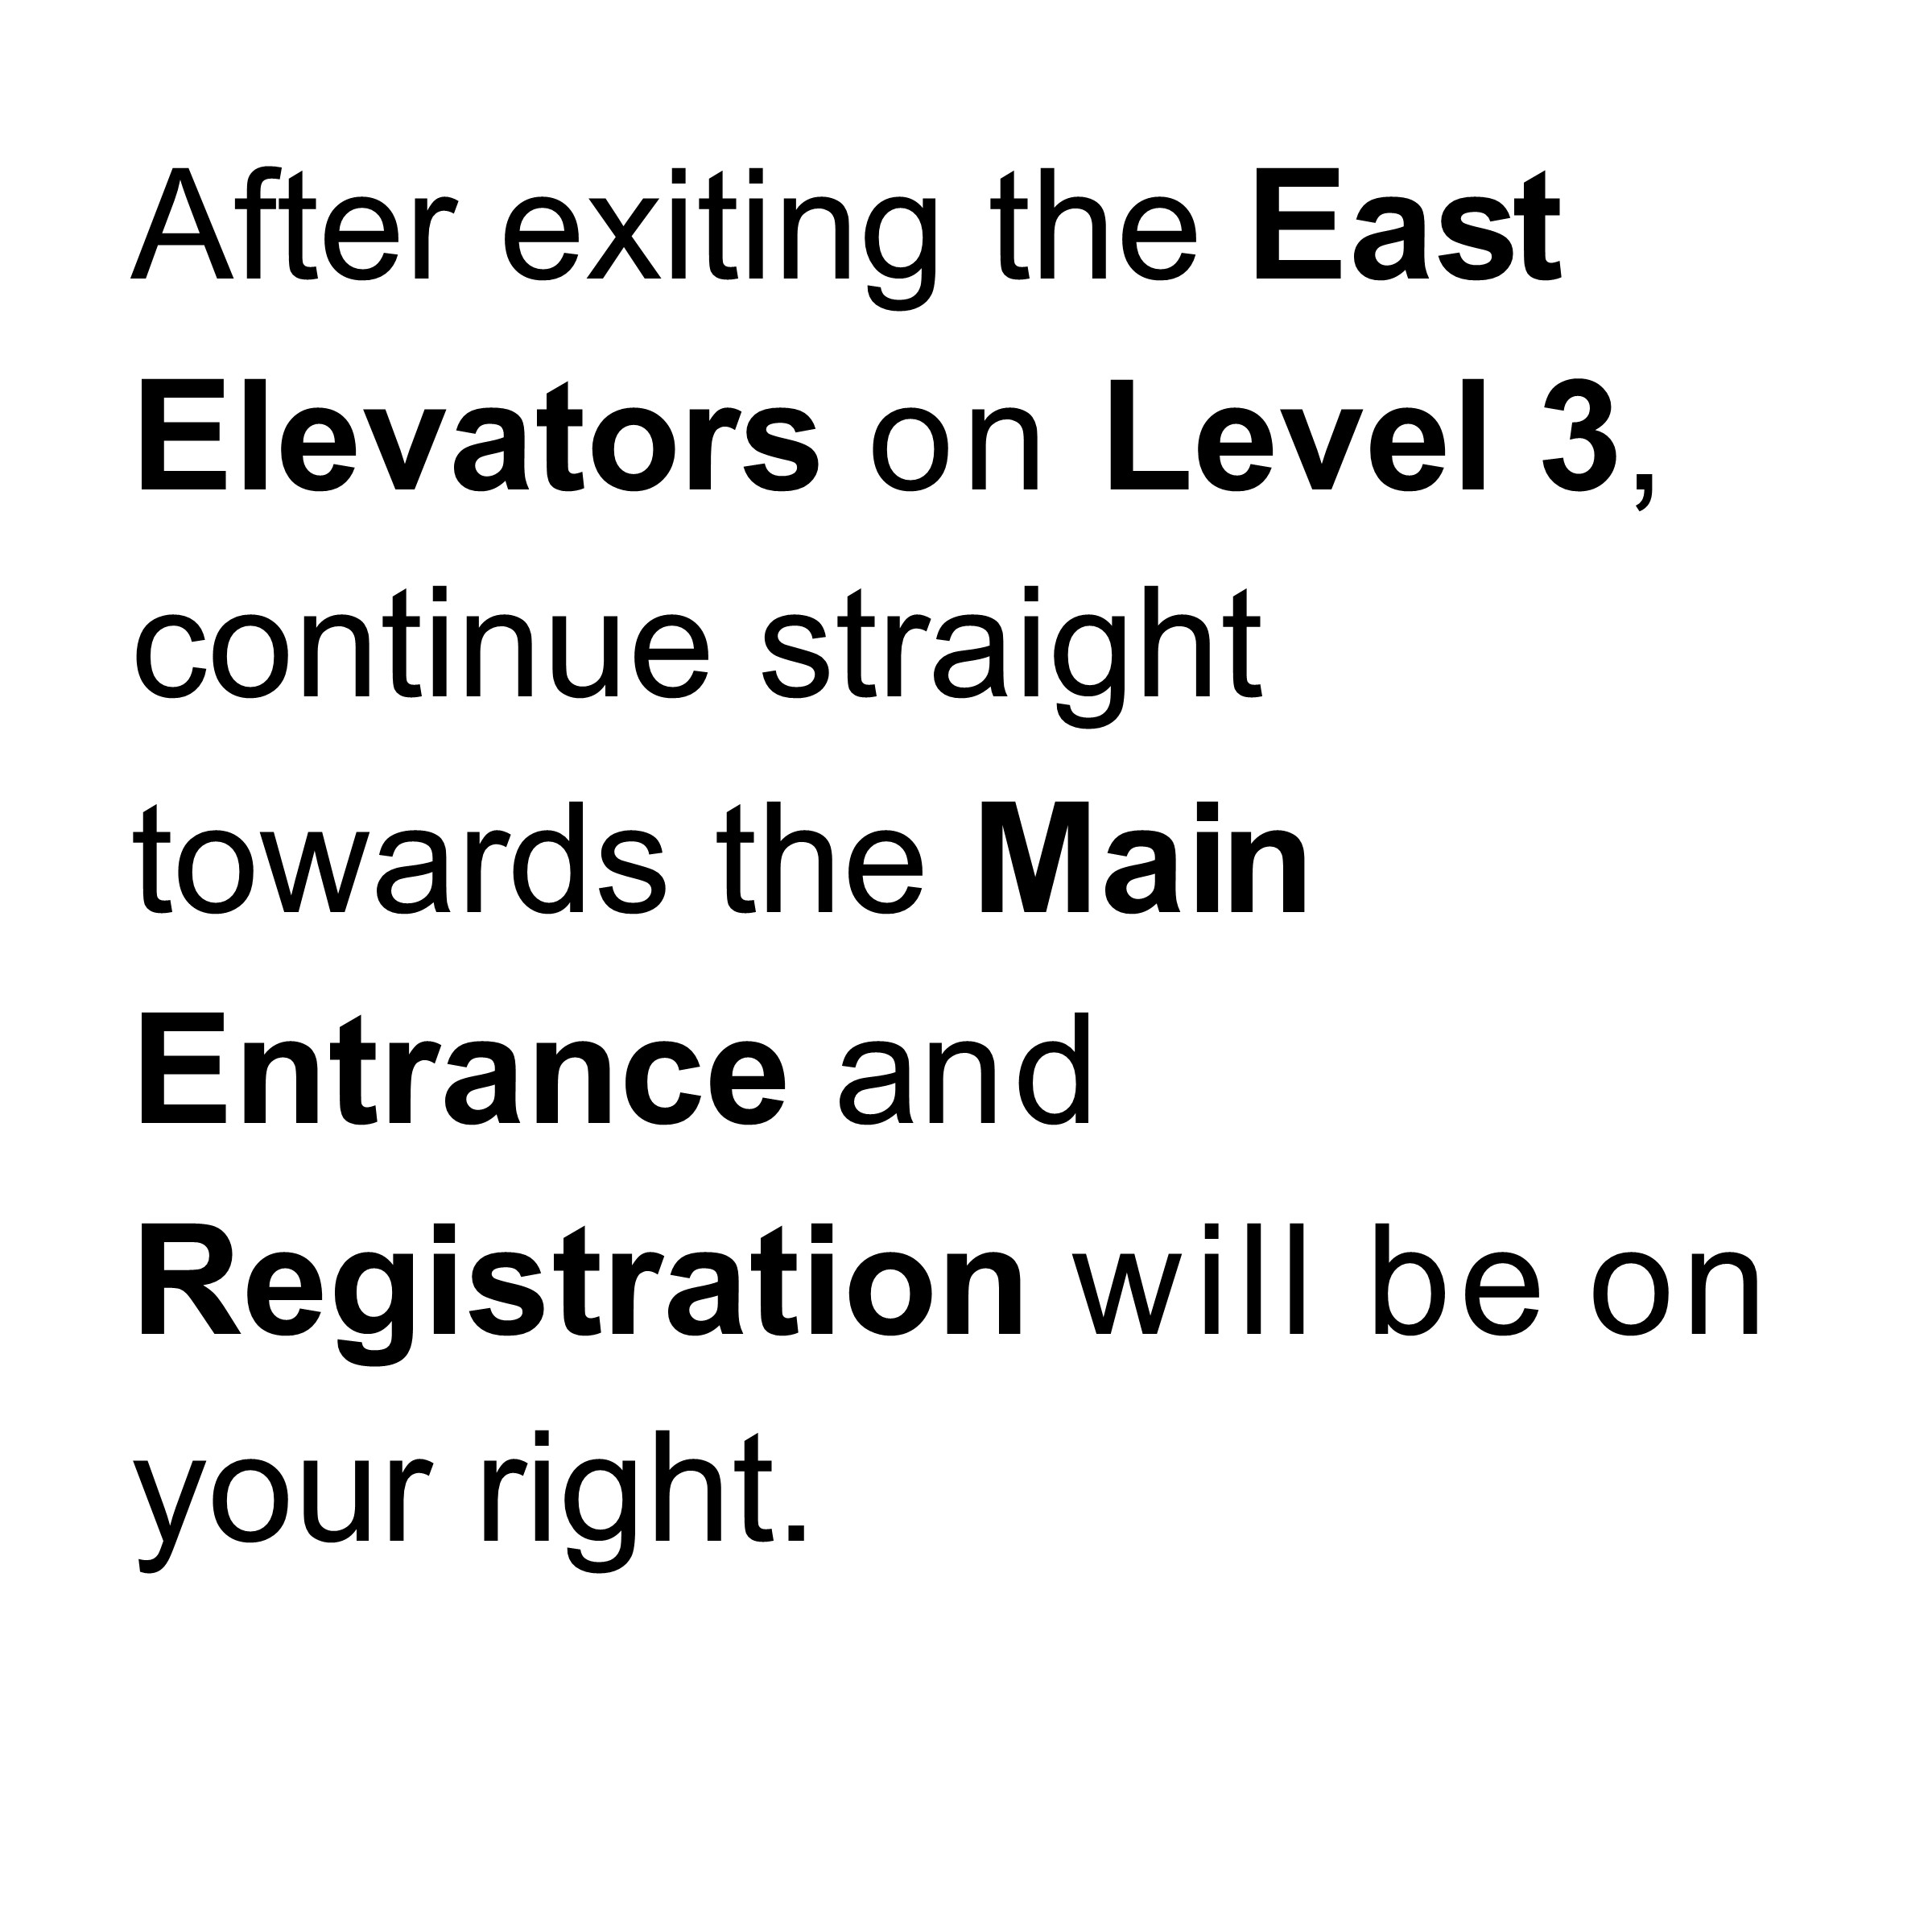 After exiting the East
Elevators on Level 3,
continue straight
towards the Main
Entrance and
Registration will be on
your right.